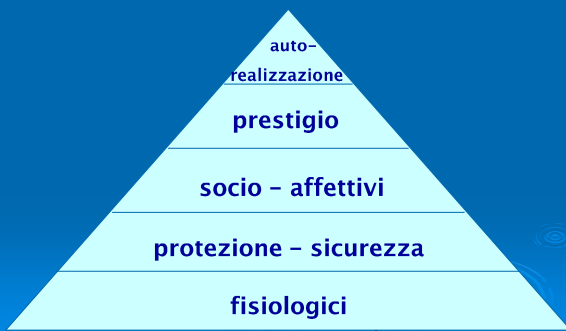 auto-
realizzazione
prestigio
socio - affettivi
protezione - sicurezza
fisiologici